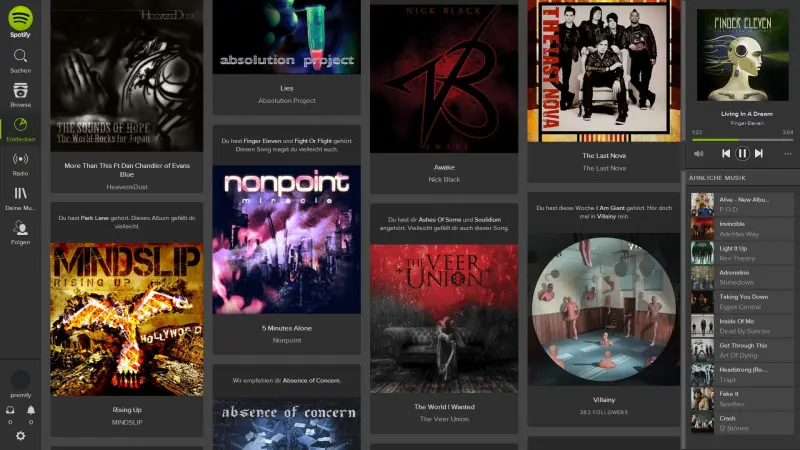 Spotify
Suchen
Browse
Entdecken
Radio
Deine Mu...
Folgen
premify
0
0
HeavensDust
THE SOUNDS OF HOPE
The World Rocks for Japan
More Than This Ft Dan Chandler of Evans
Blue
HeavensDust
Du hast Park Lane gehört. Dieses Album gefällt dir
vielleicht.
MINDSLIP
RISING UP
HOLLYWOOD
Rising Up
MINDSLIP
absolution project
Lies
Absolution Project
Du hast Finger Eleven und Fight Or Flight gehört.
Diesen Song magst du vielleicht auch.
nonpoint
miracle
5 Minutes Alone
Nonpoint
Wir empfehlen dir Absence of Concern.
absence of concern
NICK BLACK
AWAKE
Awake
Nick Black
Du hast dir Ashes Of Soma und Soulidium
angehört. Vielleicht gefällt dir auch dieser Song.
THE VEER
UNION
The World I Wanted
The Veer Union
THE LAST NOVA
The Last Nova
The Last Nova
Du hast diese Woche I Am Giant gehört. Hör doch
mal in Villainy rein.
Villainy
382 FOLLOWERS
FINGER ELEVEN
Living In A Dream
Finger Eleven
1:23
3:04
ÄHNLICHE MUSIK
Alive - New Albu...
P.O.D.
Invincible
Adelitas Way
Light It Up
Rev Theory
Adrenaline
Shinedown
Taking You Down
Egypt Central
Inside Of Me
Dead By Sunrise
Get Through This
Art Of Dying
Headstrong (Re-...
Trapt
Fake It
Seether
Crash
12 Stones